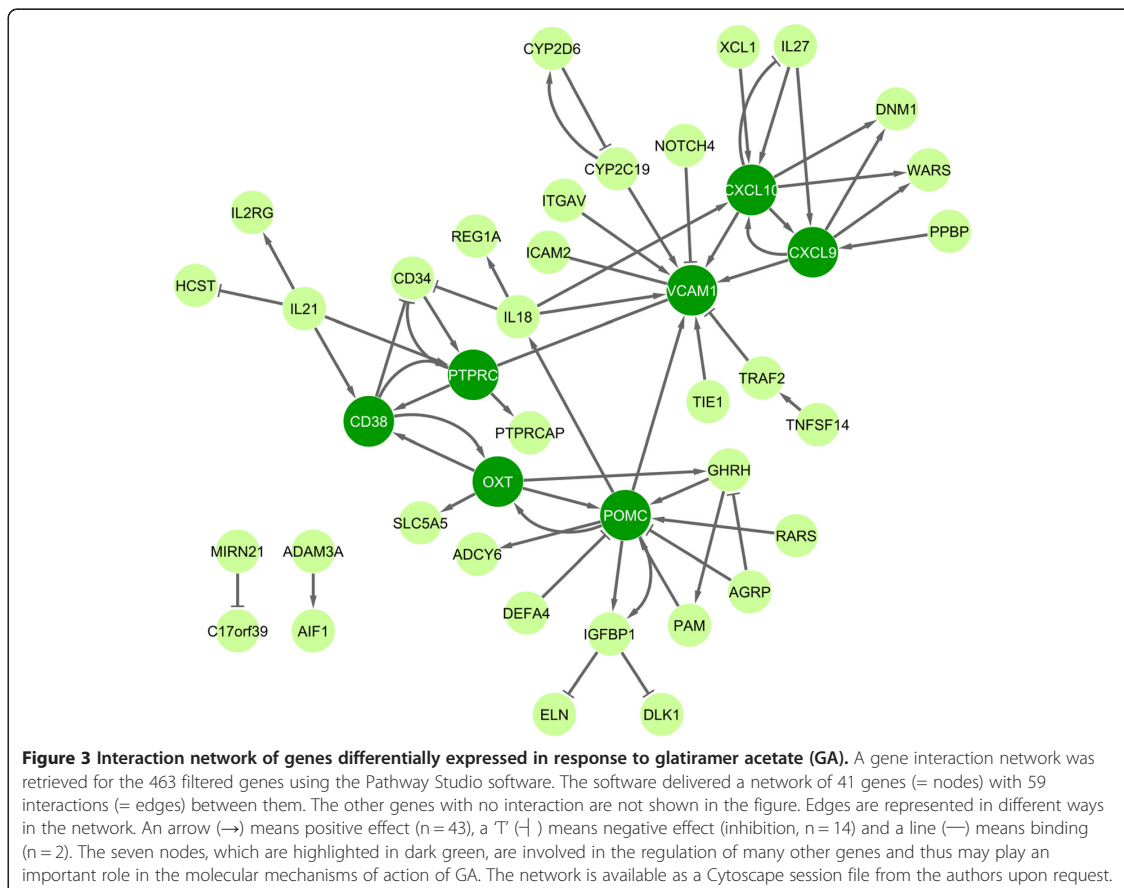 CYP2D6
XCL1
IL27
DNM1
NOTCH4
CYP2C19
WARS
CXCL10
ITGAV
IL2RG
REG1A
PPBP
ICAM2
CXCL9
CD34
HCST
VCAM1
IL21
IL18
PTPRC
TRAF2
TIE1
CD38
TNFSF14
PTPRCAP
GHRH
OXT
POMC
SLC5A5
RARS
MIRN21
ADAM3A
ADCY6
AGRP
DEFA4
PAM
C17orf39
AIF1
IGFBP1
ELN
DLK1
Figure 3 Interaction network of genes differentially expressed in response to glatiramer acetate (GA). A gene interaction network was
retrieved for the 463 filtered genes using the Pathway Studio software. The software delivered a network of 41 genes (= nodes) with 59
interactions (= edges) between them. The other genes with no interaction are not shown in the figure. Edges are represented in different ways
in the network. An arrow (→) means positive effect (n = 43), a ‘T’ (┤) means negative effect (inhibition, n = 14) and a line (—) means binding
(n = 2). The seven nodes, which are highlighted in dark green, are involved in the regulation of many other genes and thus may play an
important role in the molecular mechanisms of action of GA. The network is available as a Cytoscape session file from the authors upon request.